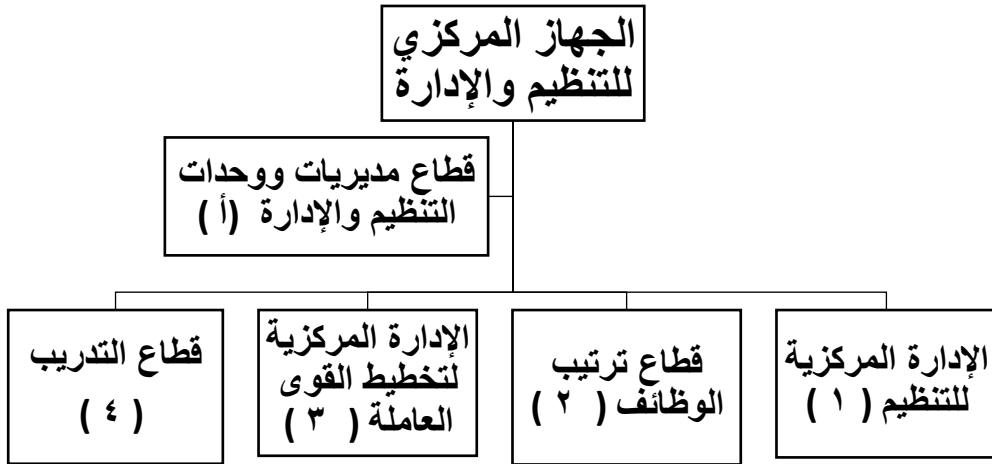 الجهاز المركزي
للتنظيم والإدارة
قطاع مديريات ووحدات
التنظيم والإدارة (أ )
الإدارة المركزية
للتنظيم ( ١ )
قطاع ترتيب
الوظائف ( ٢ )
الإدارة المركزية
لتخطيط القوى
العاملة ( ٣ )
قطاع التدريب
( ٤ )